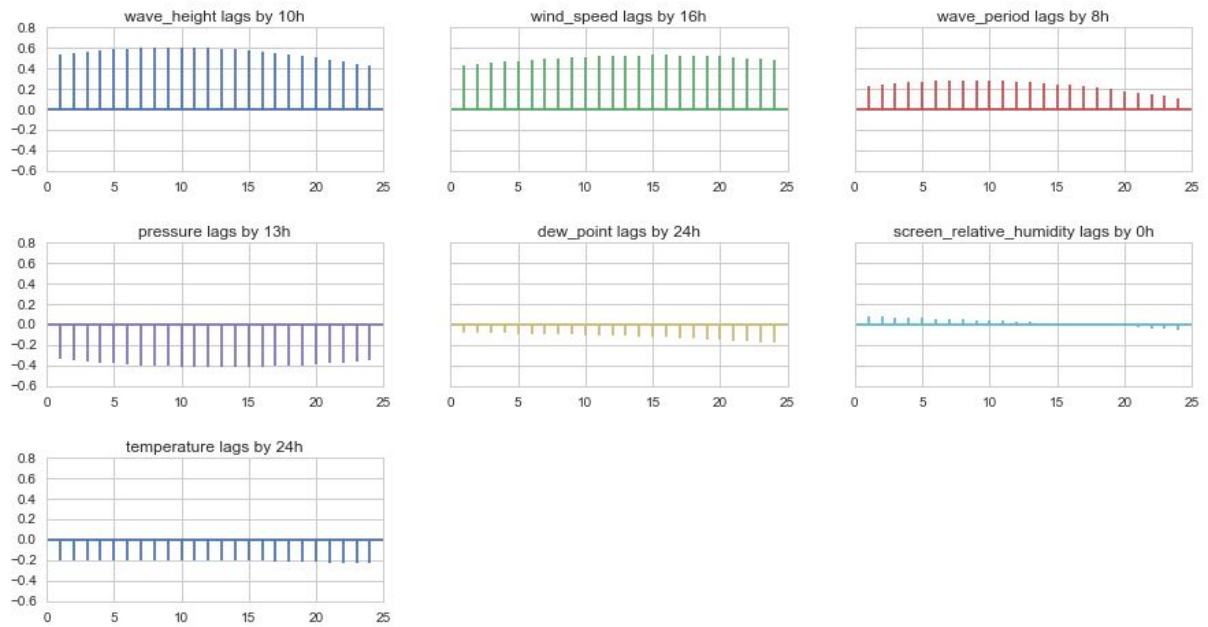 wave_height lags by 10h
wind_speed lags by 16h
wave_period lags by 8h
0.8
0.6
0.4
0.2
0.0
−0.2
−0.4
−0.6
0 5 10 15 20 25
0 5 10 15 20 25
0 5 10 15 20 25
pressure lags by 13h
dew_point lags by 24h
screen_relative_humidity lags by 0h
0.8
0.6
0.4
0.2
0.0
−0.2
−0.4
−0.6
0 5 10 15 20 25
0 5 10 15 20 25
0 5 10 15 20 25
temperature lags by 24h
0.8
0.6
0.4
0.2
0.0
−0.2
−0.4
−0.6
0 5 10 15 20 25